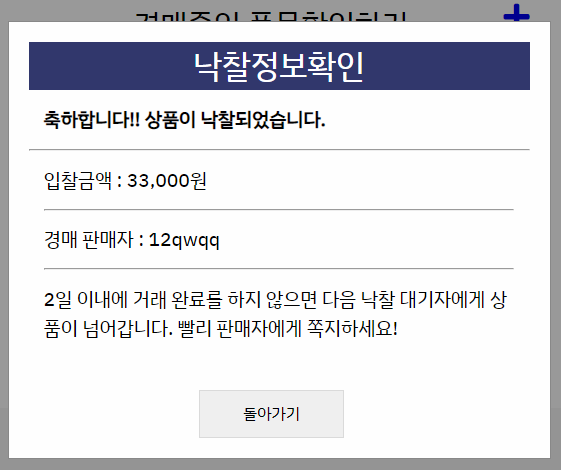 낙찰정보확인
축하합니다!! 상품이 낙찰되었습니다.
입찰금액 : 33,000원
경매 판매자 : 12qwqq
2일 이내에 거래 완료를 하지 않으면 다음 낙찰 대기자에게 상
품이 넘어갑니다. 빨리 판매자에게 쪽지하세요!
돌아가기